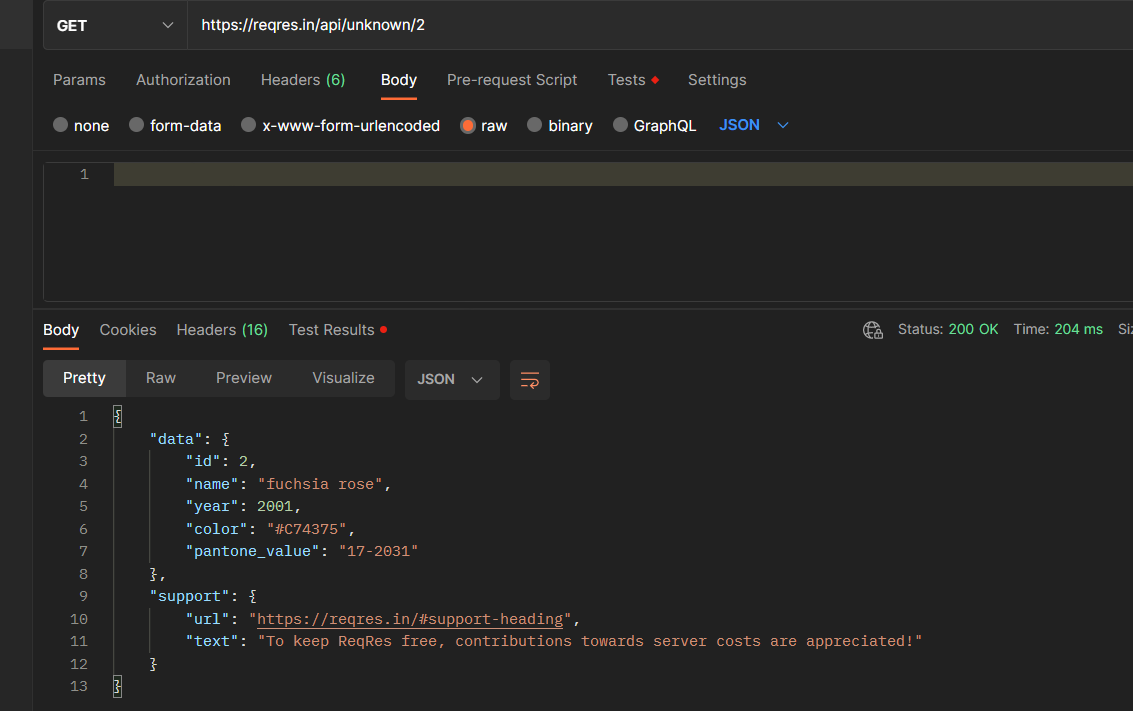 GET https://reqres.in/api/unknown/2
Params Authorization Headers (6) Body Pre-request Script Tests Settings
none form-data x-www-form-urlencoded raw binary GraphQL JSON
1
Body Cookies Headers (16) Test Results Status: 200 OK Time: 204 ms Siz
Pretty Raw Preview Visualize JSON
1 {
2 "data": {
3 "id": 2,
4 "name": "fuchsia rose",
5 "year": 2001,
6 "color": "#C74375",
7 "pantone_value": "17-2031"
8 },
9 "support": {
10 "url": "https://reqres.in/#support-heading",
11 "text": "To keep ReqRes free, contributions towards server costs are appreciated!"
12 }
13 }